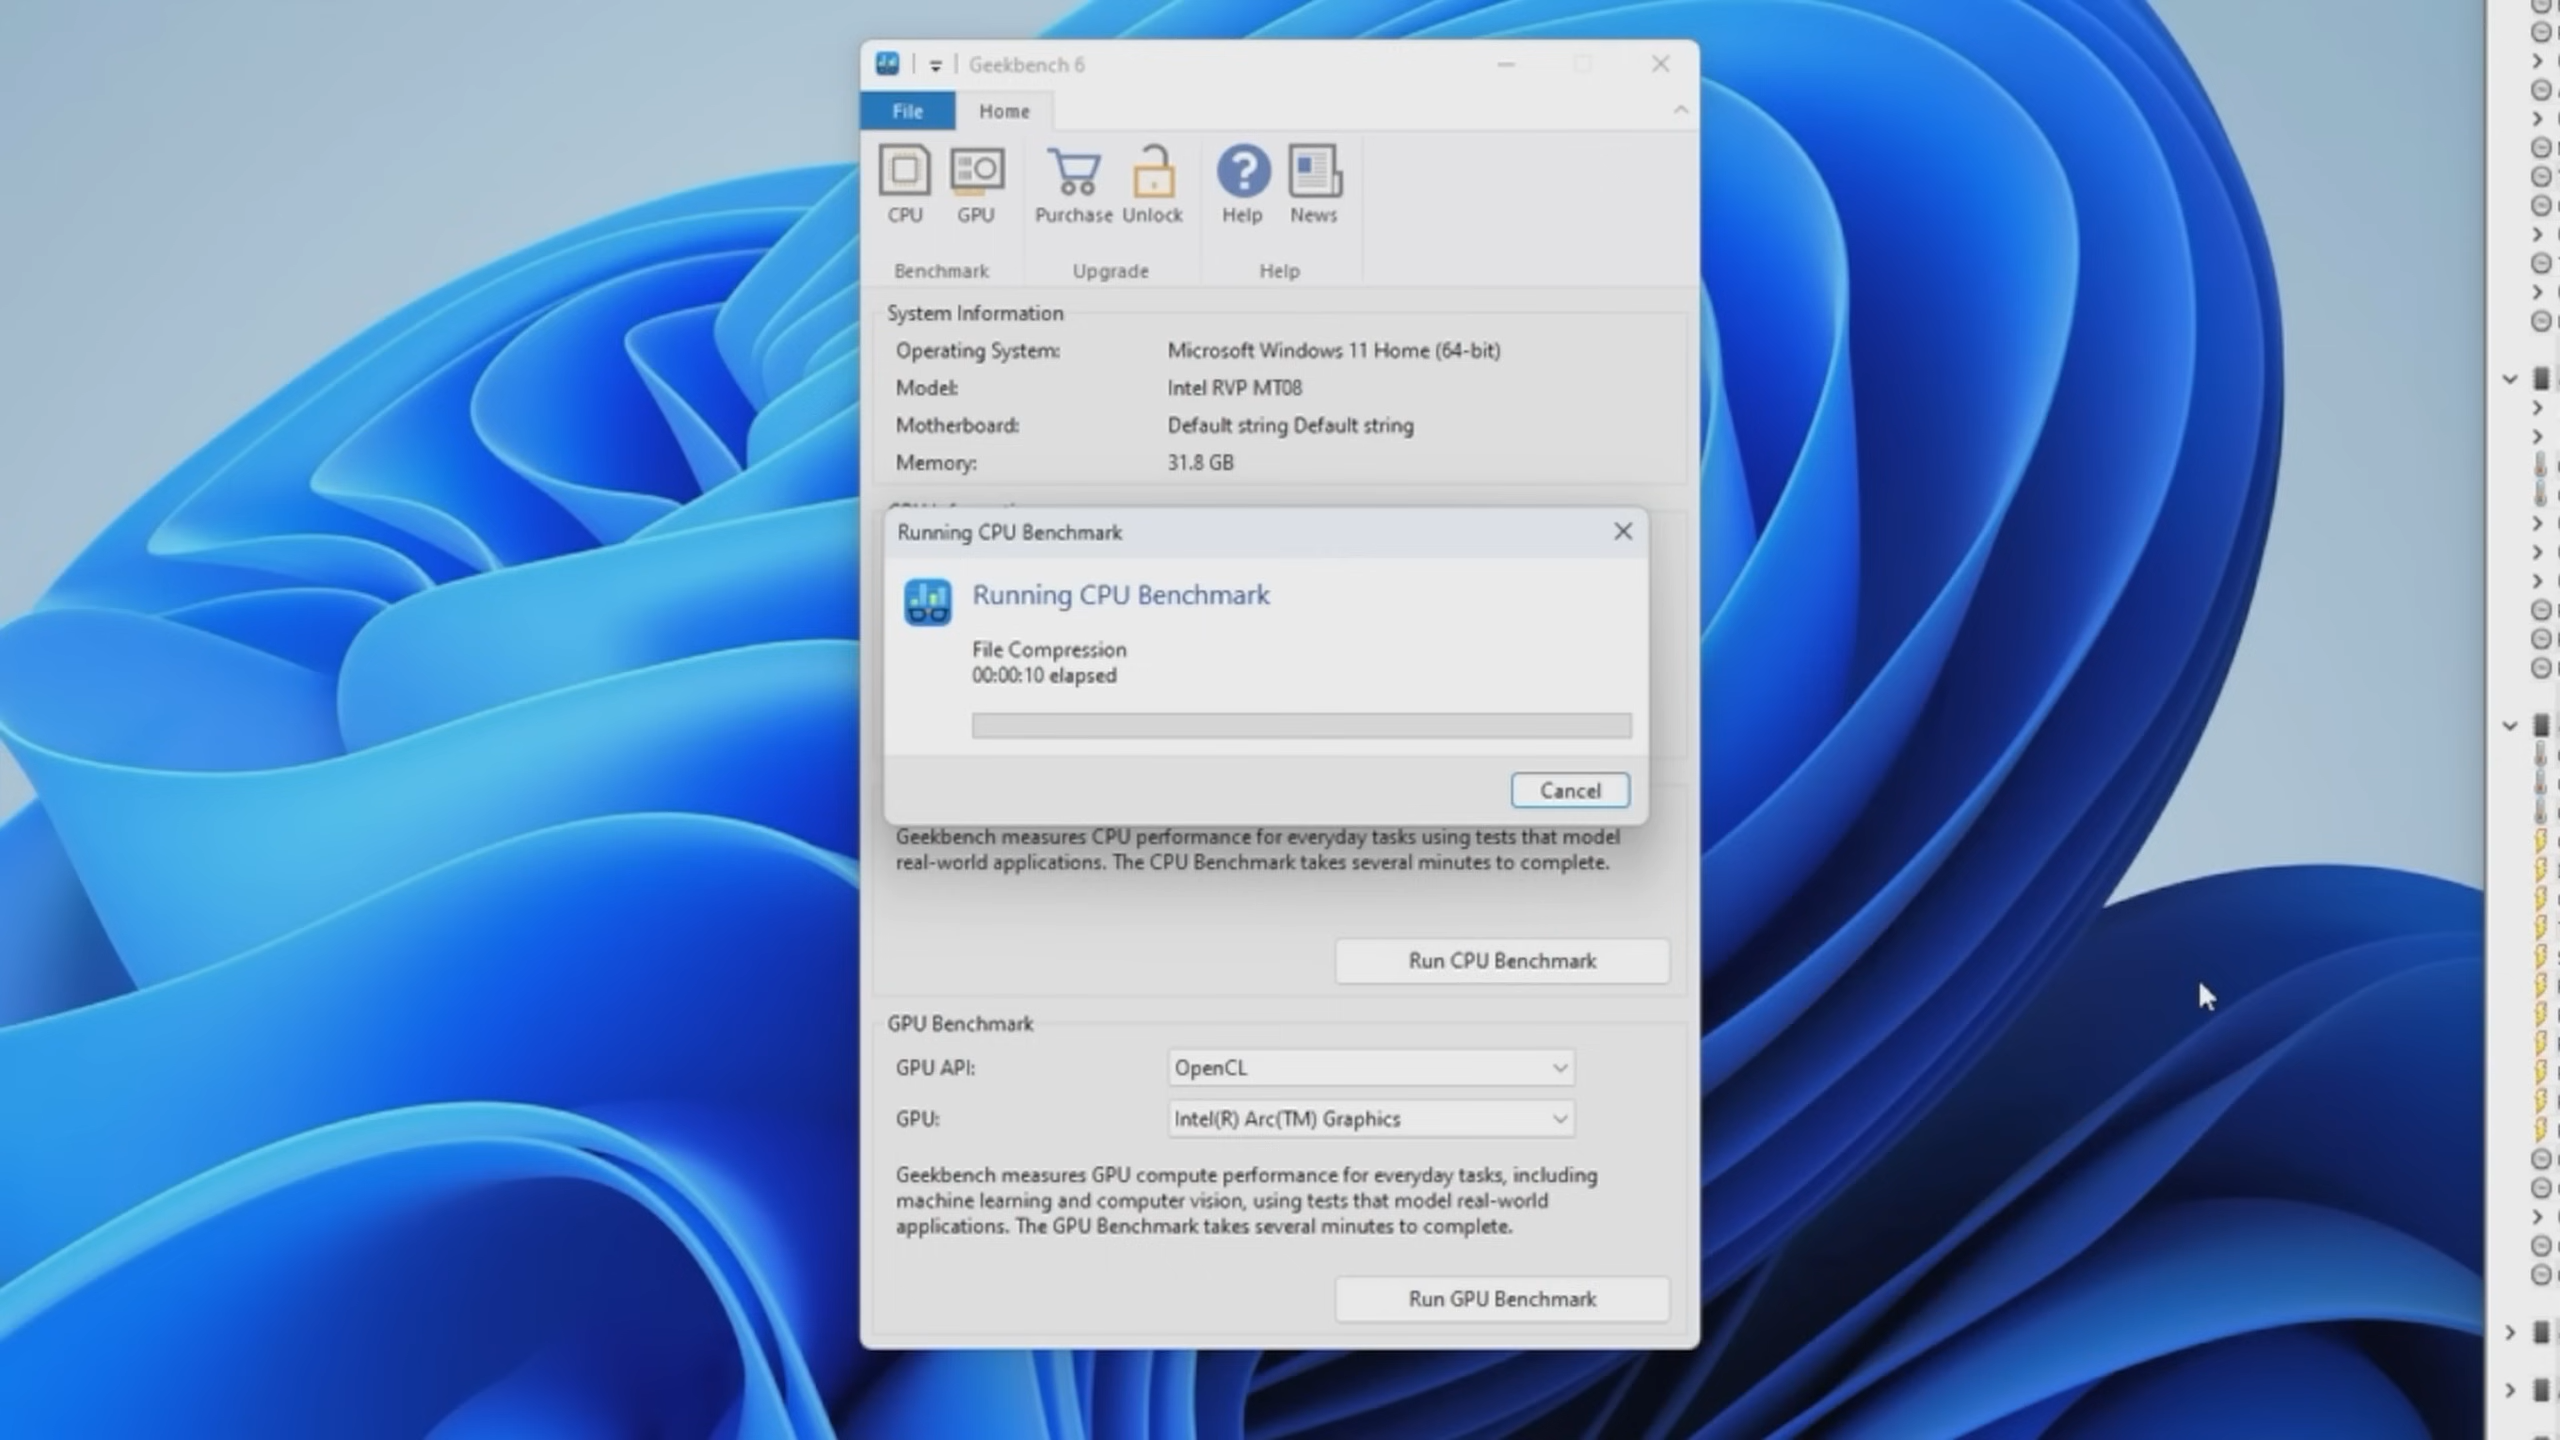 Geekbench 6
File Home
CPU GPU Purchase Unlock Help News
Benchmark Upgrade Help
System Information
Operating System: Microsoft Windows 11 Home (64-bit)
Model: Intel RVP MT08
Motherboard: Default string Default string
Memory: 31.8 GB
Running CPU Benchmark
Running CPU Benchmark
File Compression
00:00:10 elapsed
Cancel
Geekbench measures CPU performance for everyday tasks using tests that model
real-world applications. The CPU Benchmark takes several minutes to complete.
Run CPU Benchmark
GPU Benchmark
GPU API: OpenCL
GPU: Intel(R) Arc(TM) Graphics
Geekbench measures GPU compute performance for everyday tasks, including
machine learning and computer vision, using tests that model real-world
applications. The GPU Benchmark takes several minutes to complete.
Run GPU Benchmark